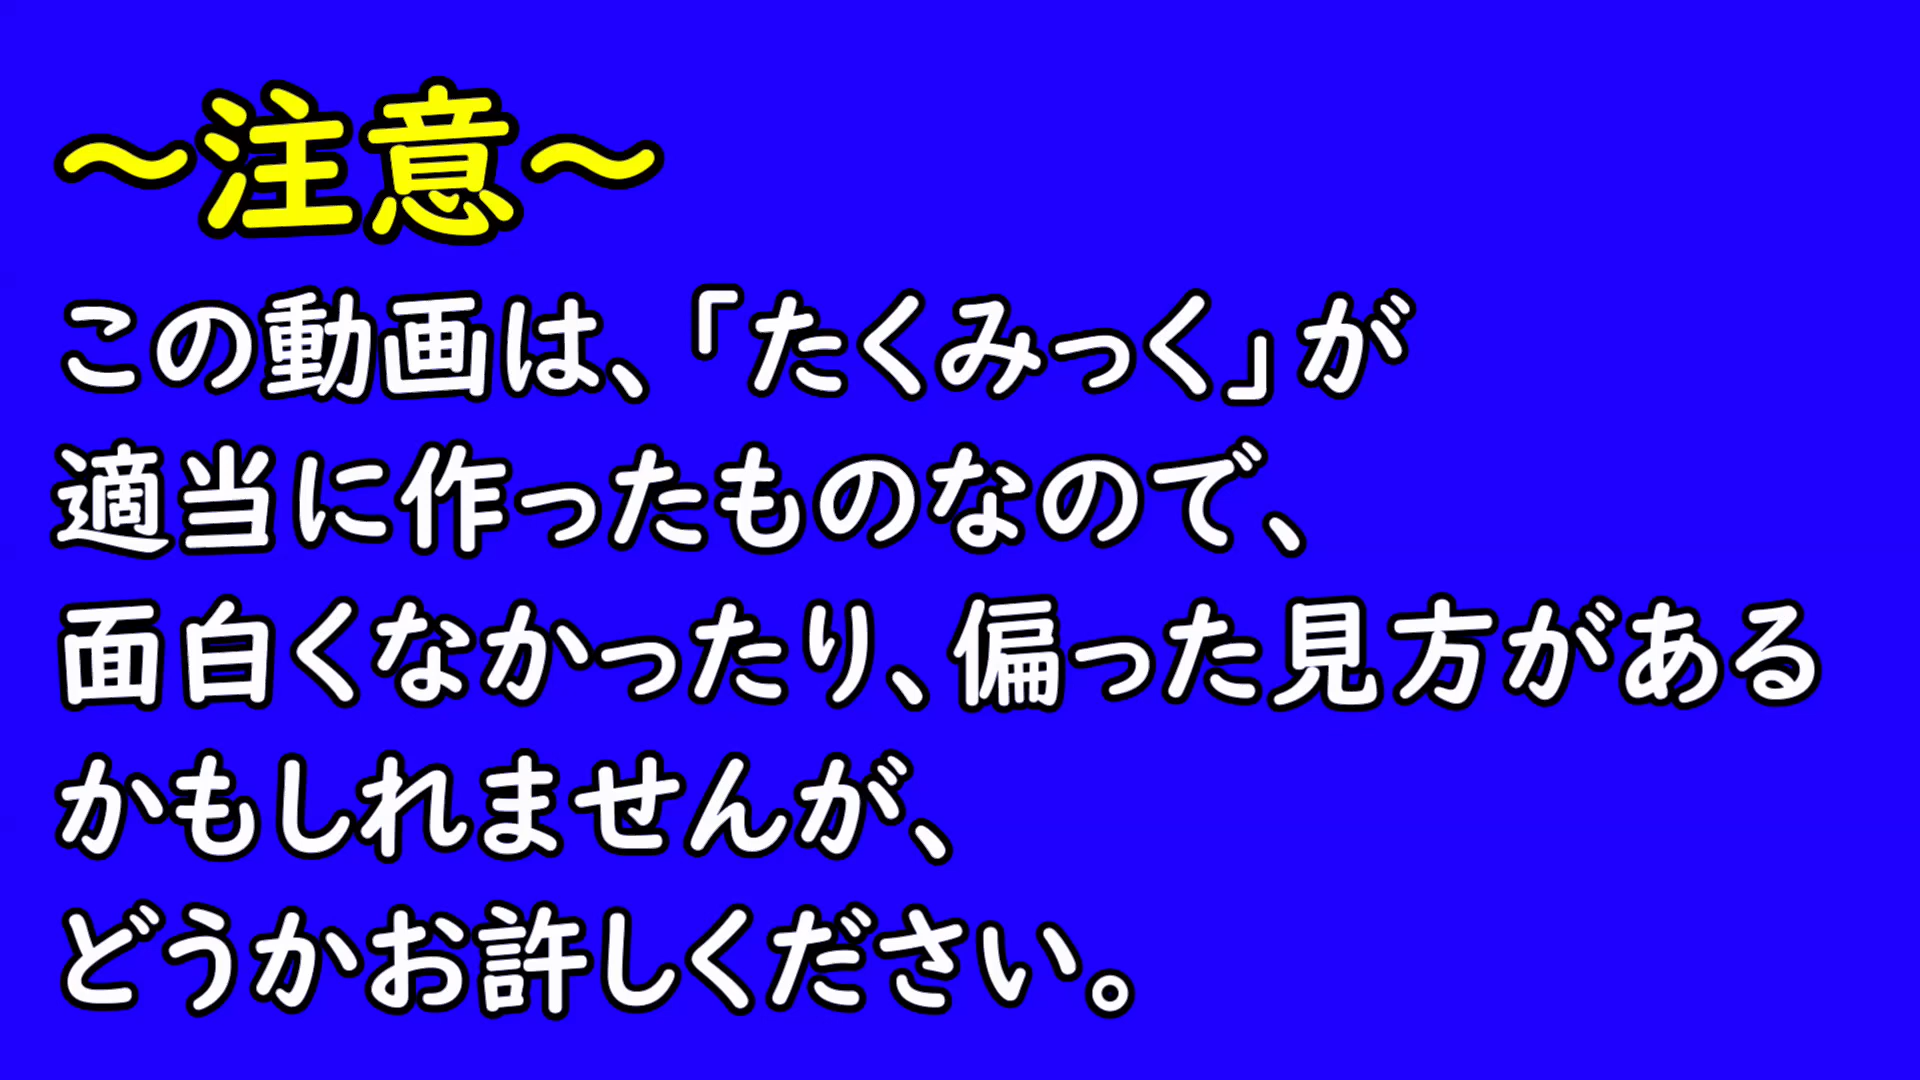 ～注意～
この動画は、「たくみっく」が
適当に作ったものなので、
面白くなかったり、偏った見方がある
かもしれませんが、
どうかお許しください。